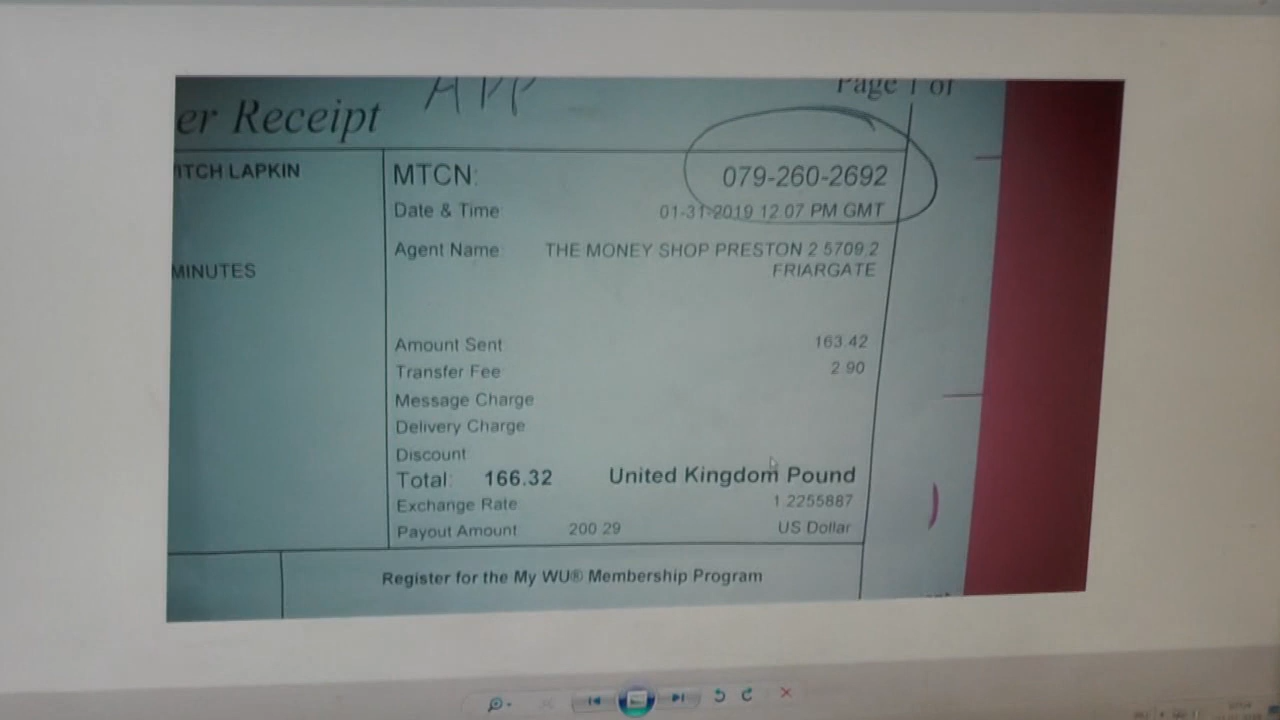 APP
Page 1 of
er Receipt
ITCH LAPKIN
MTCN: 079-260-2692
Date & Time 01-31-2019 12:07 PM GMT
Agent Name: THE MONEY SHOP PRESTON 2 5709 2
MINUTES
FRIARGATE
Amount Sent 163.42
Transfer Fee 2.90
Message Charge
Delivery Charge
Discount
Total: 166.32 United Kingdom Pound
Exchange Rate 1.2255887
Payout Amount 200.29 US Dollar
Register for the My WU® Membership Program